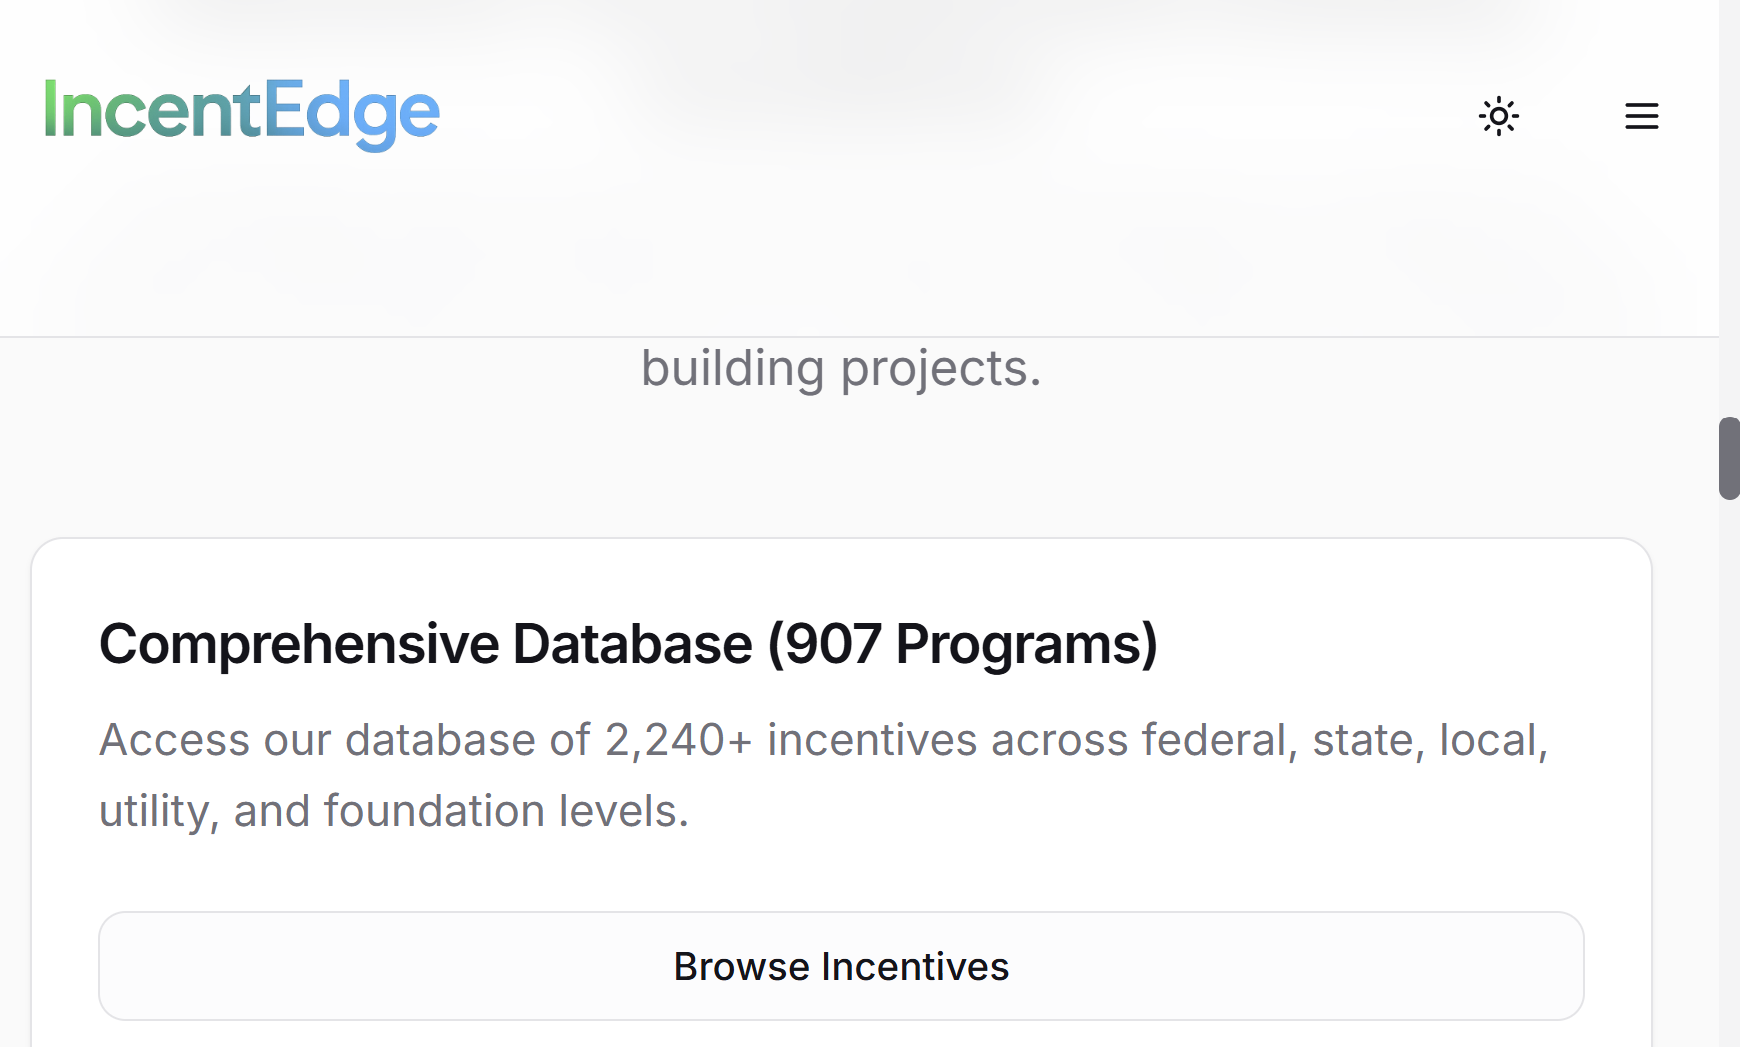 IncentEdge
building projects.
Comprehensive Database (907 Programs)
Access our database of 2,240+ incentives across federal, state, local,
utility, and foundation levels.
Browse Incentives